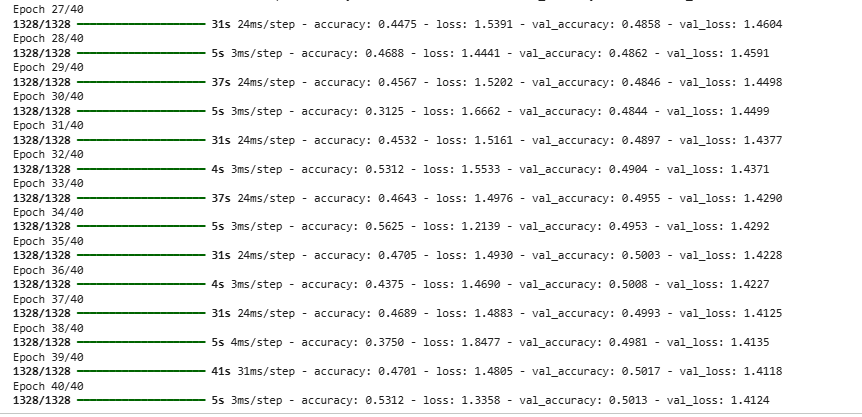 Epoch 27/40
1328/1328 ━━━━━━━━━━━━━━━━━━━━ 31s 24ms/step - accuracy: 0.4475 - loss: 1.5391 - val_accuracy: 0.4858 - val_loss: 1.4604
Epoch 28/40
1328/1328 ━━━━━━━━━━━━━━━━━━━━ 5s 3ms/step - accuracy: 0.4688 - loss: 1.4441 - val_accuracy: 0.4862 - val_loss: 1.4591
Epoch 29/40
1328/1328 ━━━━━━━━━━━━━━━━━━━━ 37s 24ms/step - accuracy: 0.4567 - loss: 1.5202 - val_accuracy: 0.4846 - val_loss: 1.4498
Epoch 30/40
1328/1328 ━━━━━━━━━━━━━━━━━━━━ 5s 3ms/step - accuracy: 0.3125 - loss: 1.6662 - val_accuracy: 0.4844 - val_loss: 1.4499
Epoch 31/40
1328/1328 ━━━━━━━━━━━━━━━━━━━━ 31s 24ms/step - accuracy: 0.4532 - loss: 1.5161 - val_accuracy: 0.4897 - val_loss: 1.4377
Epoch 32/40
1328/1328 ━━━━━━━━━━━━━━━━━━━━ 4s 3ms/step - accuracy: 0.5312 - loss: 1.5533 - val_accuracy: 0.4904 - val_loss: 1.4371
Epoch 33/40
1328/1328 ━━━━━━━━━━━━━━━━━━━━ 37s 24ms/step - accuracy: 0.4643 - loss: 1.4976 - val_accuracy: 0.4955 - val_loss: 1.4290
Epoch 34/40
1328/1328 ━━━━━━━━━━━━━━━━━━━━ 5s 3ms/step - accuracy: 0.5625 - loss: 1.2139 - val_accuracy: 0.4953 - val_loss: 1.4292
Epoch 35/40
1328/1328 ━━━━━━━━━━━━━━━━━━━━ 31s 24ms/step - accuracy: 0.4705 - loss: 1.4930 - val_accuracy: 0.5003 - val_loss: 1.4228
Epoch 36/40
1328/1328 ━━━━━━━━━━━━━━━━━━━━ 4s 3ms/step - accuracy: 0.4375 - loss: 1.4690 - val_accuracy: 0.5008 - val_loss: 1.4227
Epoch 37/40
1328/1328 ━━━━━━━━━━━━━━━━━━━━ 31s 24ms/step - accuracy: 0.4689 - loss: 1.4883 - val_accuracy: 0.4993 - val_loss: 1.4125
Epoch 38/40
1328/1328 ━━━━━━━━━━━━━━━━━━━━ 5s 4ms/step - accuracy: 0.3750 - loss: 1.8477 - val_accuracy: 0.4981 - val_loss: 1.4135
Epoch 39/40
1328/1328 ━━━━━━━━━━━━━━━━━━━━ 41s 31ms/step - accuracy: 0.4701 - loss: 1.4805 - val_accuracy: 0.5017 - val_loss: 1.4118
Epoch 40/40
1328/1328 ━━━━━━━━━━━━━━━━━━━━ 5s 3ms/step - accuracy: 0.5312 - loss: 1.3358 - val_accuracy: 0.5013 - val_loss: 1.4124